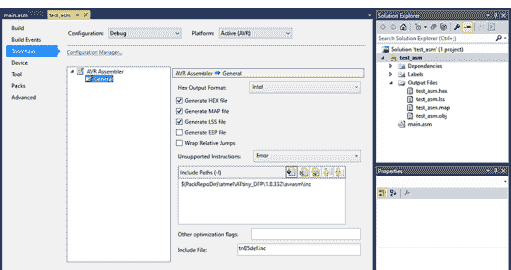 main.asm
test_asm
Build
Build Events
Toolchain
Device
Tool
Packs
Advanced
Configuration: Debug
Platform: Active (AVR)
Configuration Manager...
AVR Assembler
General
AVR Assembler General
Hex Output Format: Intel
Generate HEX file
Generate MAP file
Generate LSS file
Generate EEP file
Wrap Relative Jumps
Unsupported Instructions: Error
Include Paths (-I)
$(PackRepoDir)\atmel\ATtiny_DFP\1.8.332\avrasm\inc
Other optimization flags:
Include File: tn85def.inc
Solution Explorer
Search Solution Explorer (Ctrl+;)
Solution 'test_asm' (1 project)
test_asm
Dependencies
Labels
Output Files
test_asm.hex
test_asm.lss
test_asm.map
test_asm.obj
main.asm
Properties